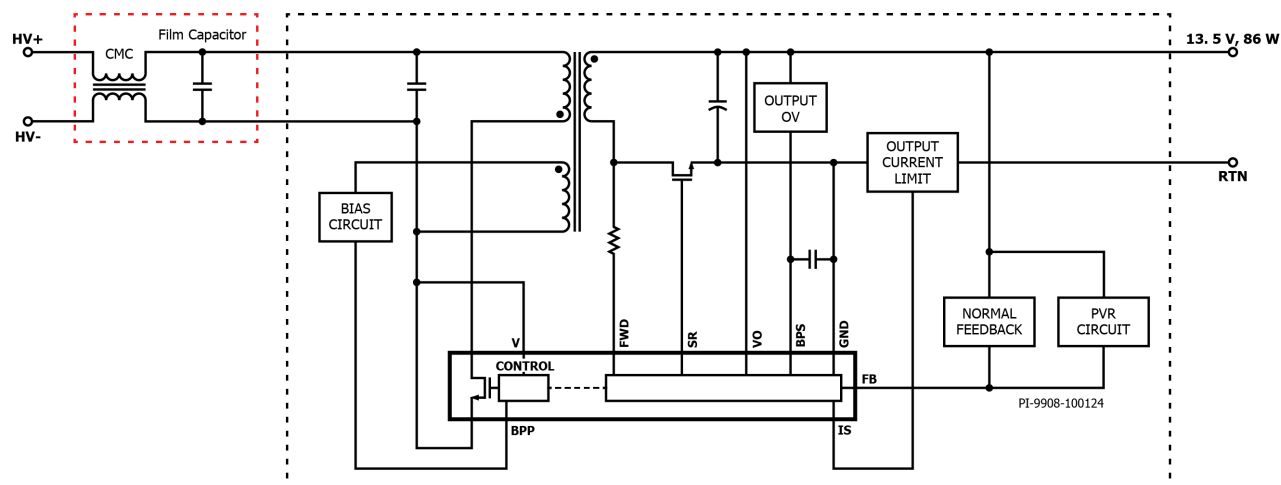 HV+
CMC
Film Capacitor
13. 5 V, 86 W
HV-
OUTPUT
OV
OUTPUT
CURRENT
LIMIT
RTN
BIAS
CIRCUIT
NORMAL
FEEDBACK
PVR
CIRCUIT
V
FWD
SR
VO
BPS
GND
CONTROL
FB
PI-9908-100124
BPP
IS